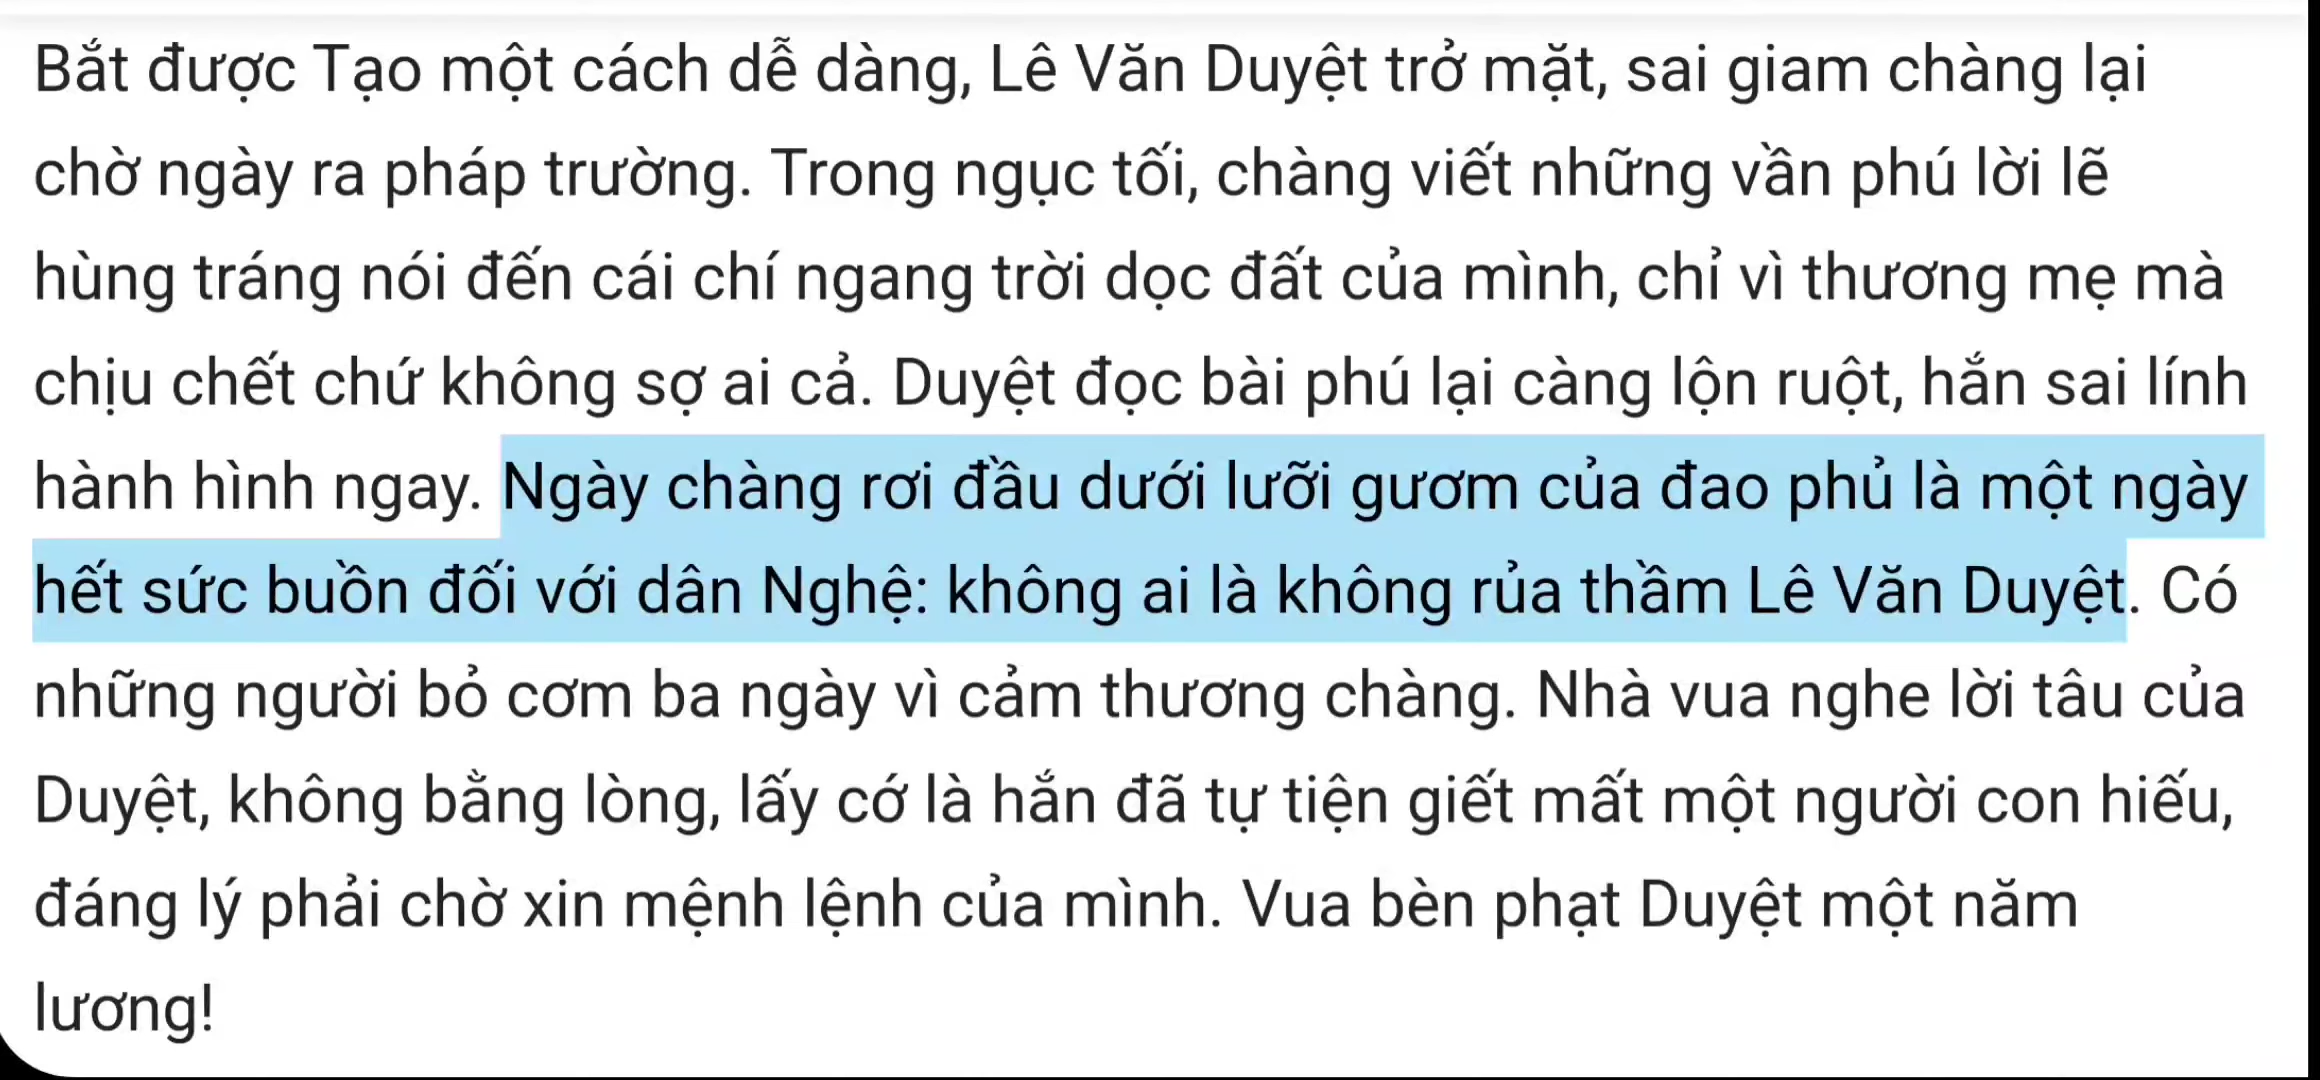 Bắt được Tạo một cách dễ dàng, Lê Văn Duyệt trở mặt, sai giam chàng lại
chờ ngày ra pháp trường. Trong ngục tối, chàng viết những vần phú lời lẽ
hùng tráng nói đến cái chí ngang trời dọc đất của mình, chỉ vì thương mẹ mà
chịu chết chứ không sợ ai cả. Duyệt đọc bài phú lại càng lộn ruột, hắn sai lính
hành hình ngay. Ngày chàng rơi đầu dưới lưỡi gươm của đao phủ là một ngày
hết sức buồn đối với dân Nghệ: không ai là không rủa thầm Lê Văn Duyệt. Có
những người bỏ cơm ba ngày vì cảm thương chàng. Nhà vua nghe lời tâu của
Duyệt, không bằng lòng, lấy cớ là hắn đã tự tiện giết mất một người con hiếu,
đáng lý phải chờ xin mệnh lệnh của mình. Vua bèn phạt Duyệt một năm
lương!